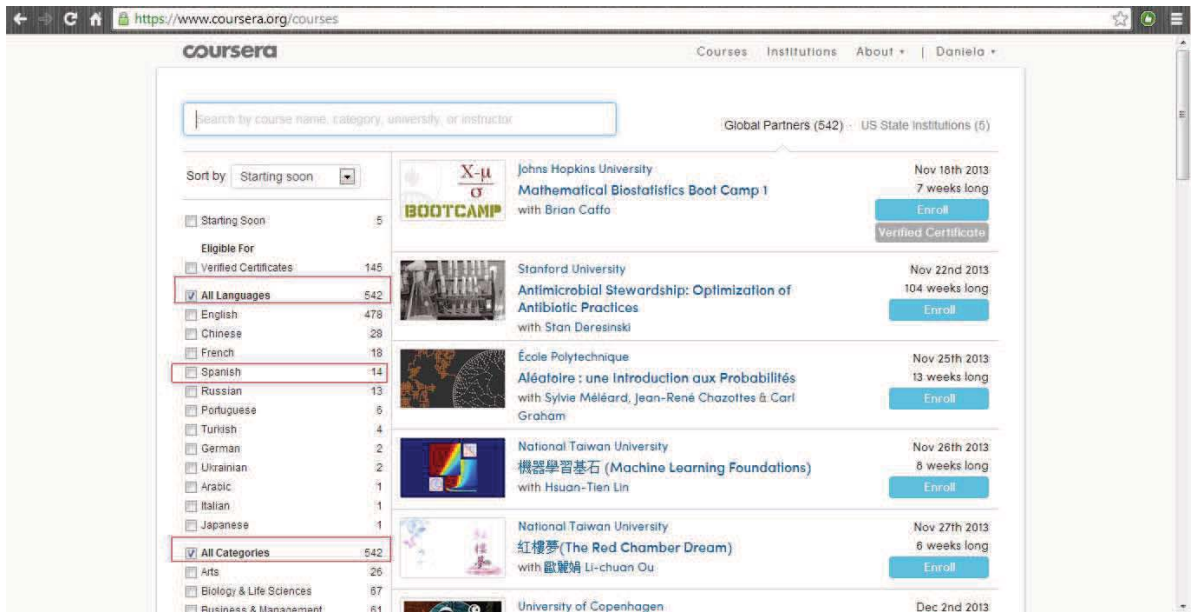 https://www.coursera.org/courses
coursera
Courses Institutions About | Daniela
Search by course name, category, university, or instructor
Global Partners (542) · US State Institutions (5)
Sort by Starting soon
Starting Soon 5
Eligible For
Verified Certificates 145
All Languages 542
English 478
Chinese 28
French 18
Spanish 14
Russian 13
Portuguese 6
Turkish 4
German 2
Ukrainian 2
Arabic 1
Italian 1
Japanese 1
All Categories 542
Arts 26
Biology & Life Sciences 67
Business & Management 61
X-μ
σ
BOOTCAMP
Johns Hopkins University
Mathematical Biostatistics Boot Camp 1
with Brian Caffo
Nov 18th 2013
7 weeks long
Enroll
Verified Certificate
Stanford University
Antimicrobial Stewardship: Optimization of
Antibiotic Practices
with Stan Deresinski
Nov 22nd 2013
104 weeks long
Enroll
École Polytechnique
Aléatoire : une Introduction aux Probabilités
with Sylvie Méléard, Jean-René Chazottes & Carl
Graham
Nov 25th 2013
13 weeks long
Enroll
National Taiwan University
機器學習基石 (Machine Learning Foundations)
with Hsuan-Tien Lin
Nov 26th 2013
8 weeks long
Enroll
National Taiwan University
紅樓夢(The Red Chamber Dream)
with 歐麗娟 Li-chuan Ou
Nov 27th 2013
6 weeks long
Enroll
University of Copenhagen
Dec 2nd 2013